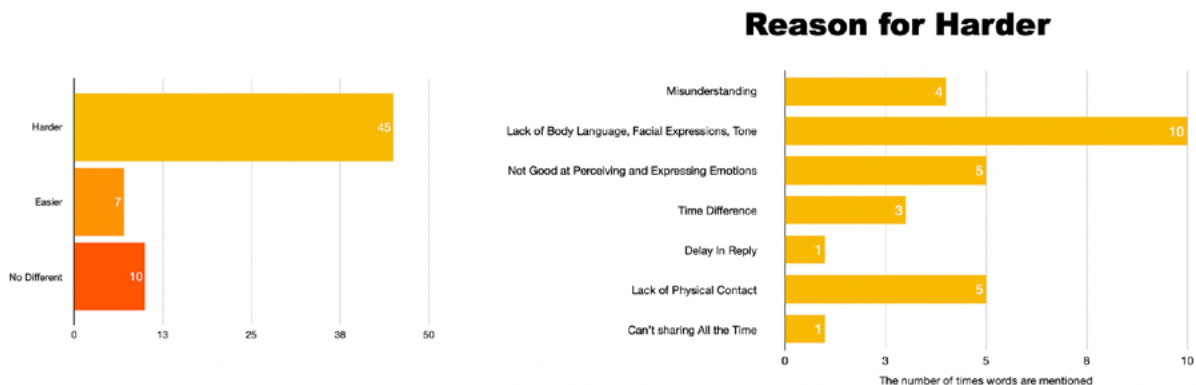 Reason for Harder
Harder
45
Easier
7
No Different
10
0 13 25 38 50
Misunderstanding
4
Lack of Body Language, Facial Expressions, Tone
10
Not Good at Perceiving and Expressing Emotions
5
Time Difference
3
Delay In Reply
1
Lack of Physical Contact
5
Can't sharing All the Time
1
0 3 5 8 10
The number of times words are mentioned